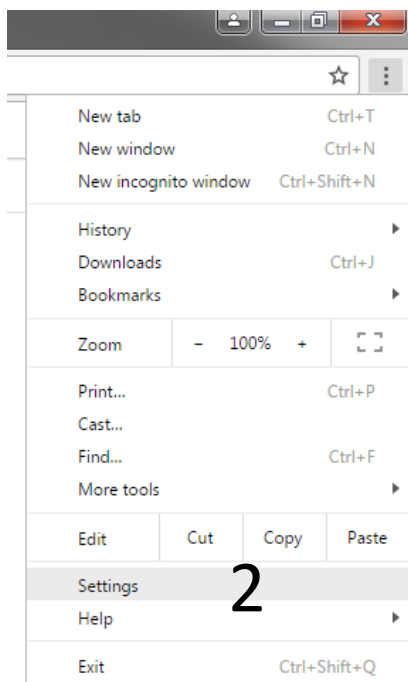 New tab Ctrl+T
New window Ctrl+N
New incognito window Ctrl+Shift+N
History
Downloads Ctrl+J
Bookmarks
Zoom - 100% +
Print... Ctrl+P
Cast...
Find... Ctrl+F
More tools
Edit Cut Copy Paste
Settings
2
Help
Exit Ctrl+Shift+Q